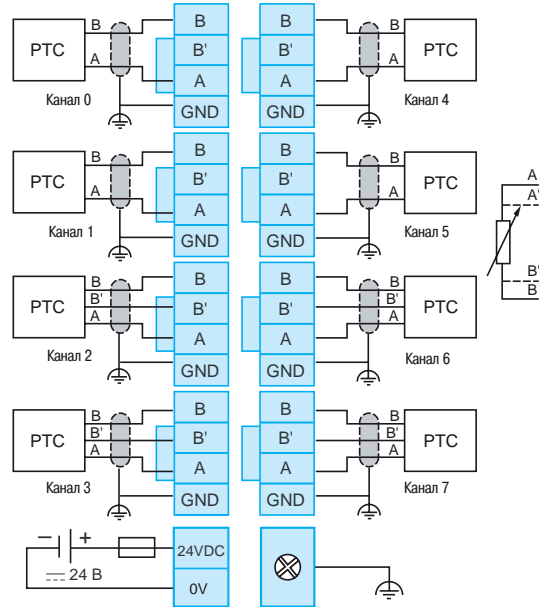 B B B B
PTC B' B' PTC
A A A A
Канал 0 GND GND Канал 4
B B B B
PTC B' B' PTC A
A A A A A'
Канал 1 GND GND Канал 5
B B B B B'
PTC B' B' B' B' PTC B
A A A A
Канал 2 GND GND Канал 6
B B B B
PTC B' B' B' B' PTC
A A A A
Канал 3 GND GND Канал 7
− + 24VDC
24 В 0V